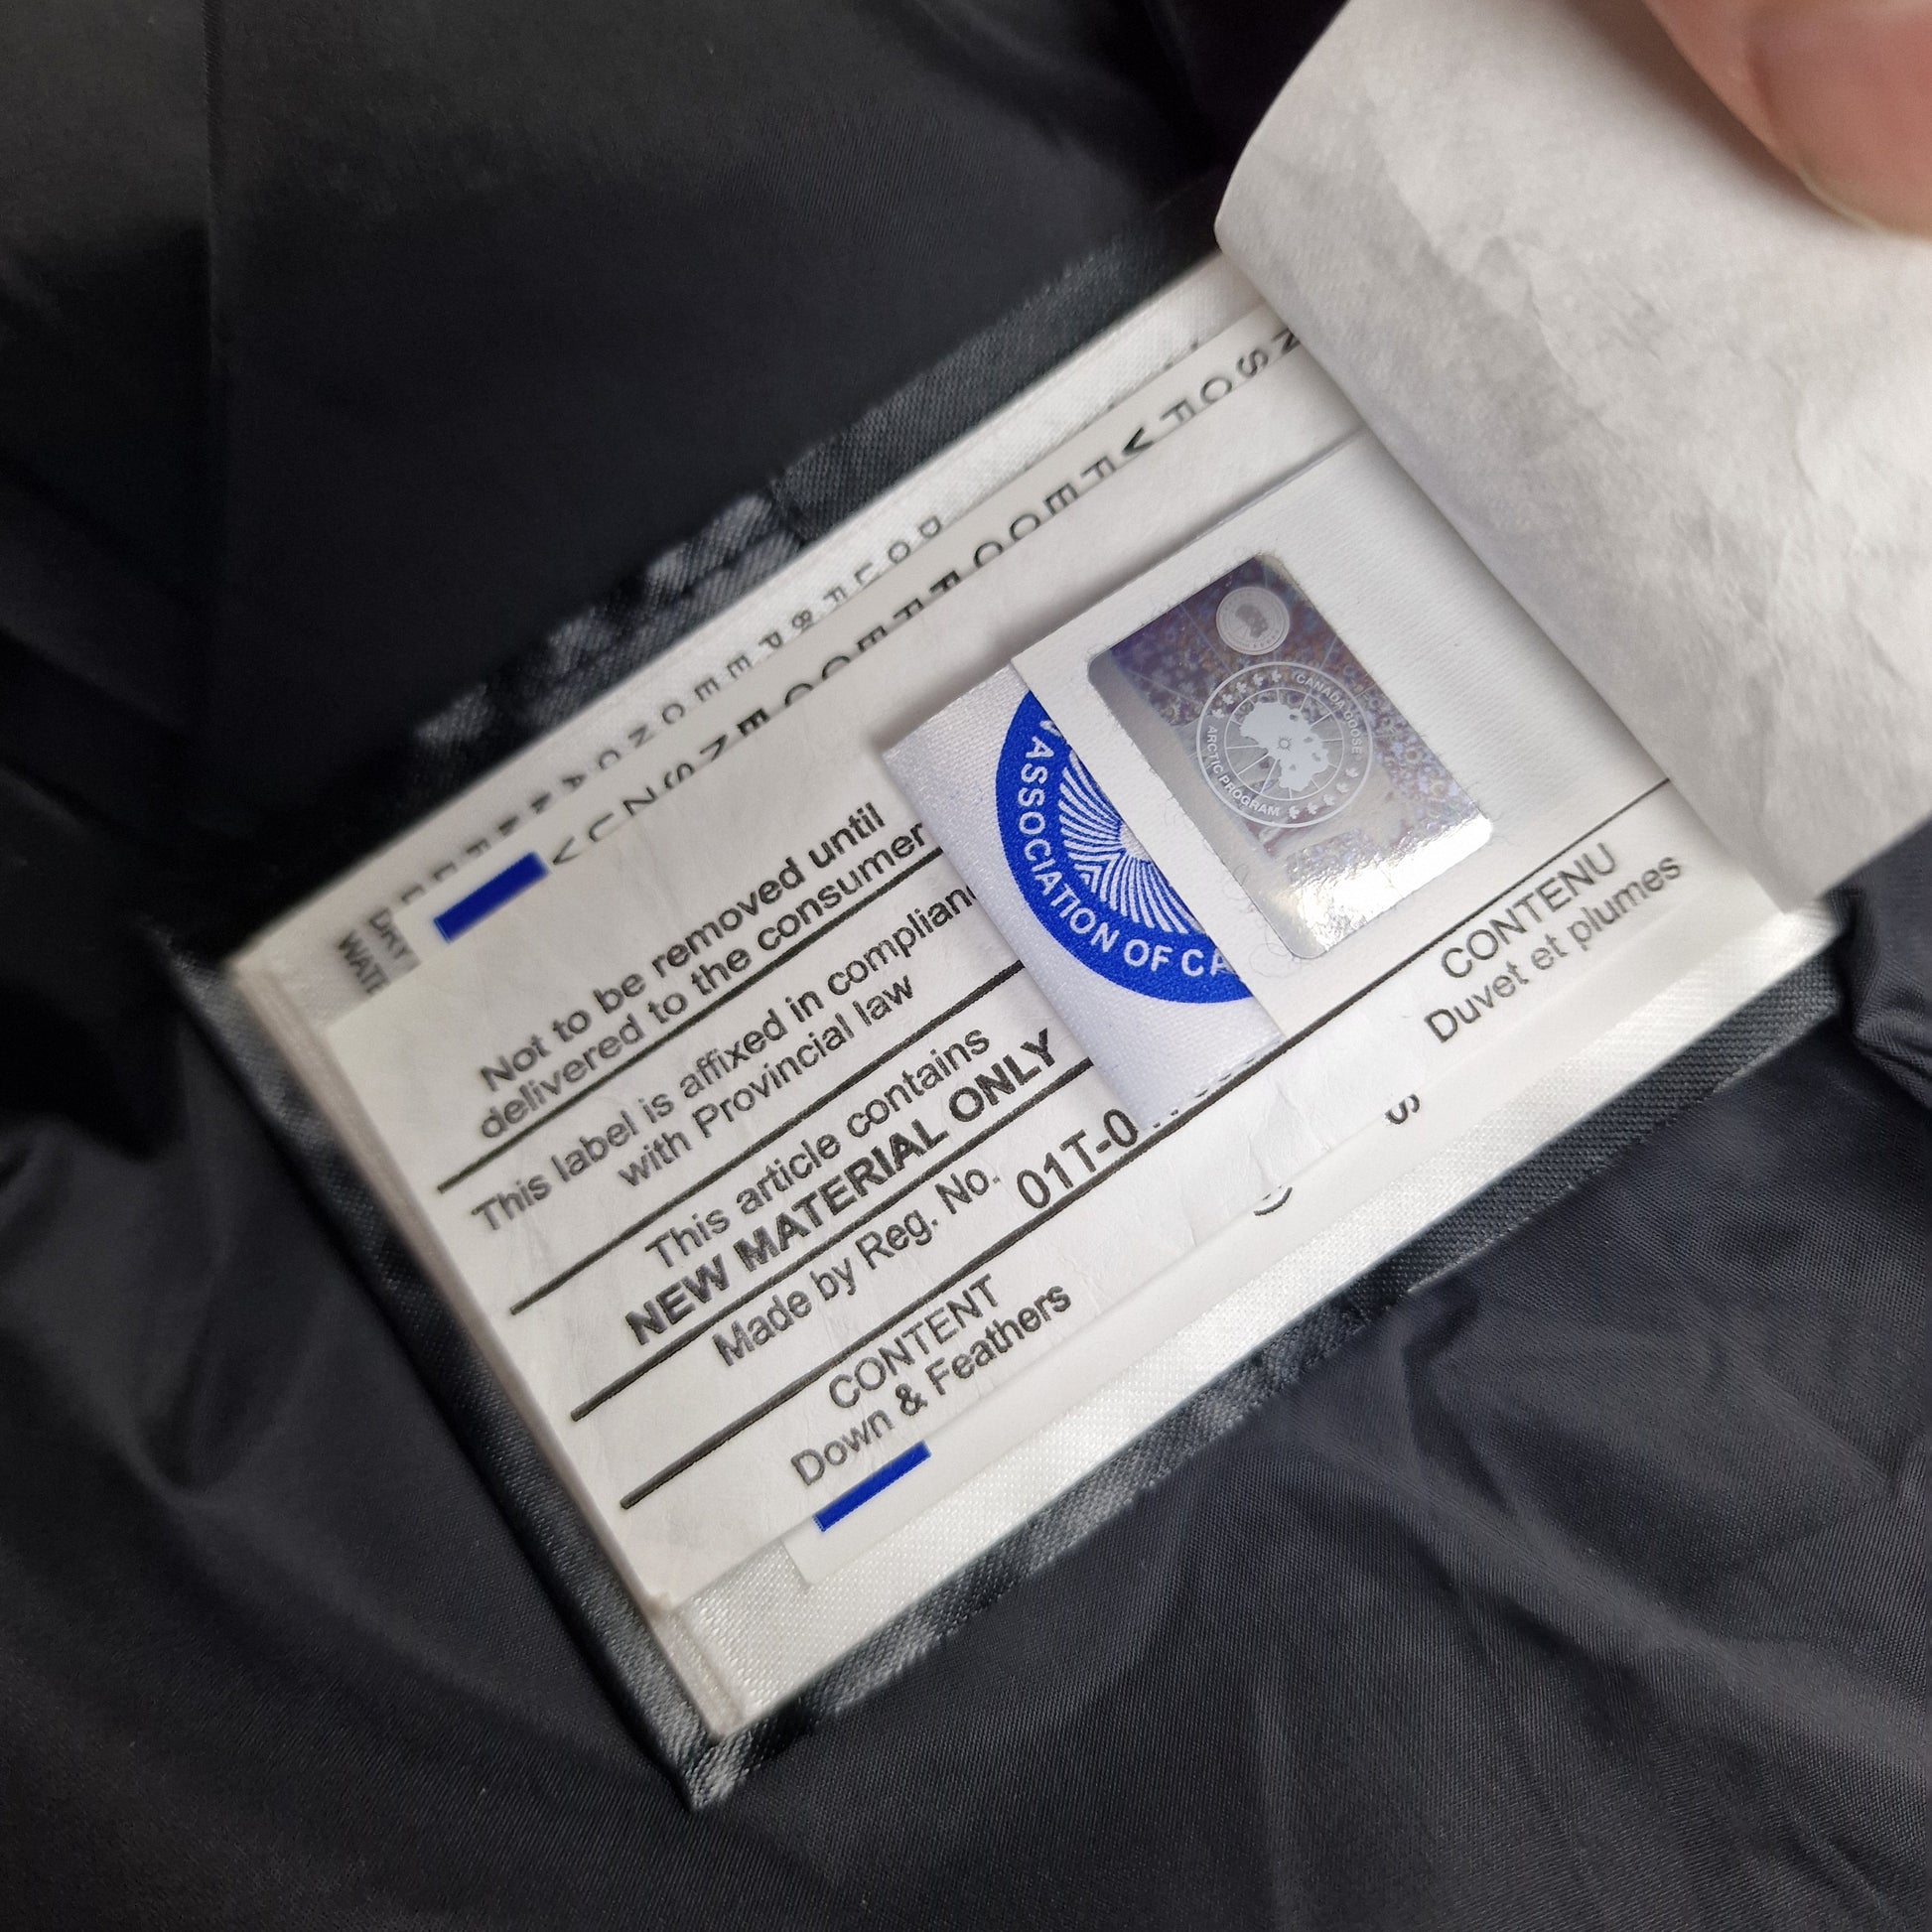 Not to be removed until
delivered to the consumer
This label is affixed in complianc
with Provincial law
This article contains
NEW MATERIAL ONLY
Made by Reg. No. 01T-0
CONTENT
Down & Feathers
CONTENU
Duvet et plumes
ASSOCIATION OF CA
CANADA GOOSE
ARCTIC PROGRAM
DRY